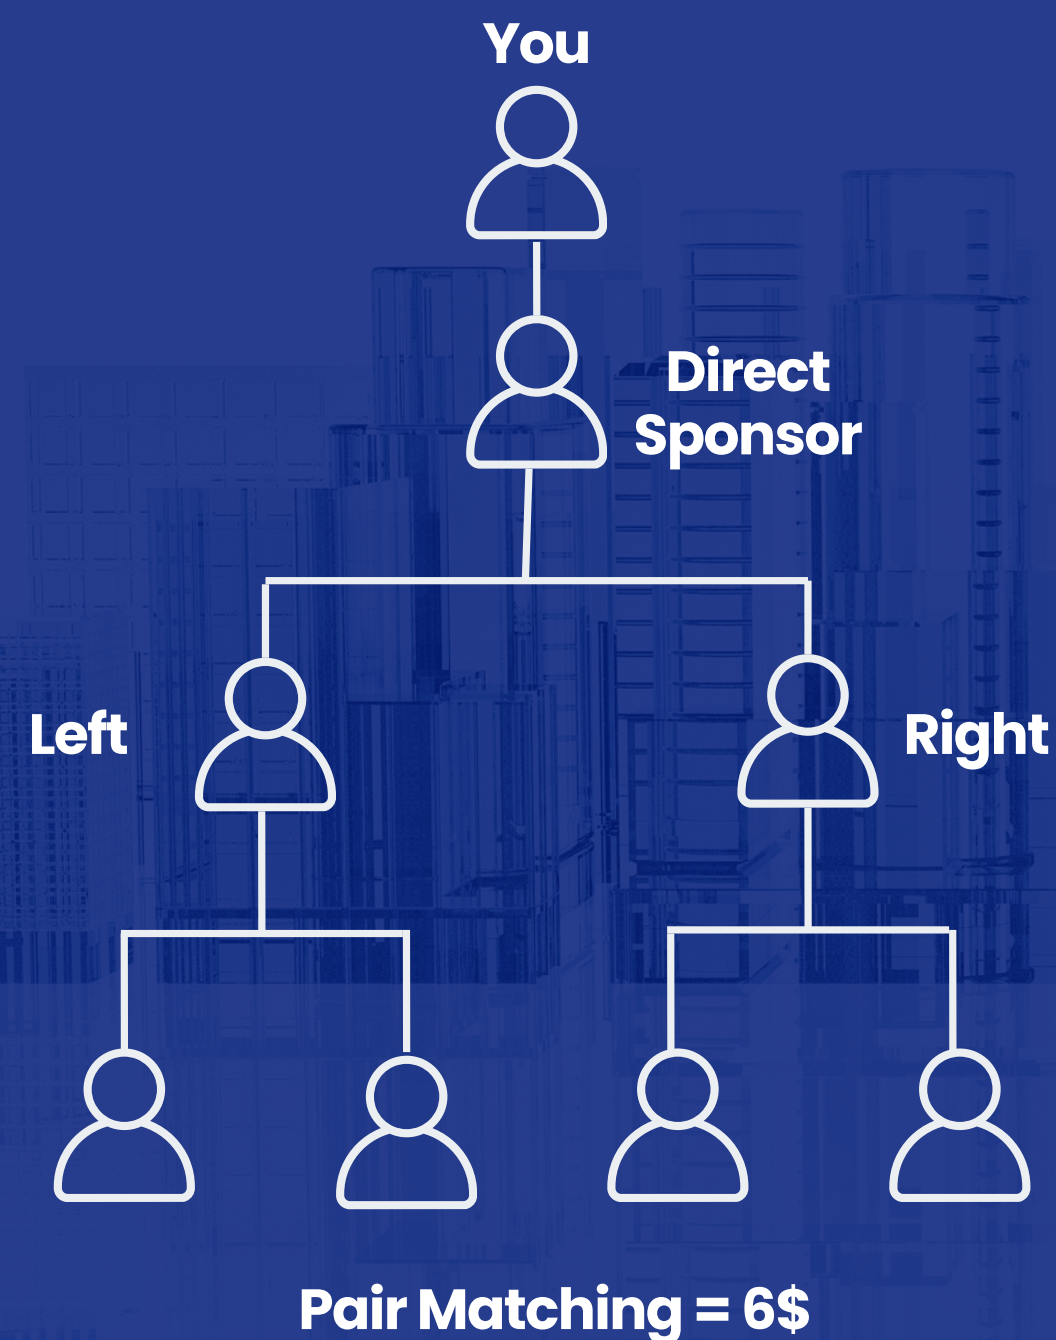 You
Direct
Sponsor
Left
Right
Pair Matching = 6$